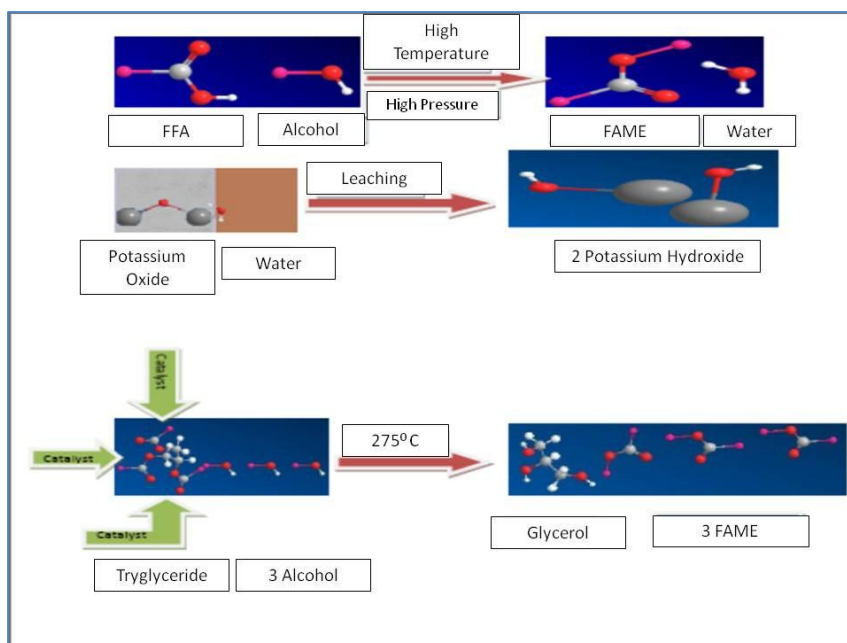 High
Temperature
High Pressure
FFA
Alcohol
FAME
Water
Leaching
Potassium
Oxide
Water
2 Potassium Hydroxide
Catalyst
Catalyst
Catalyst
275⁰ C
Tryglyceride
3 Alcohol
Glycerol
3 FAME